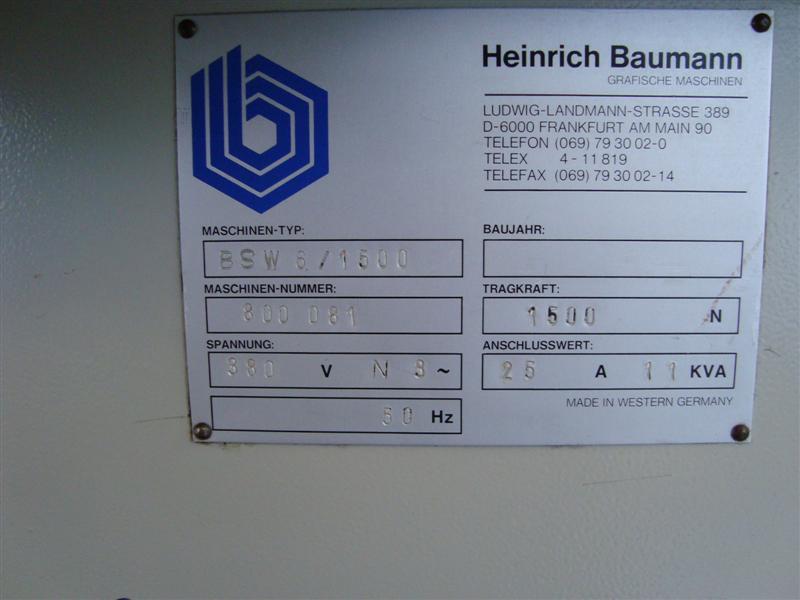 Heinrich Baumann
GRAFISCHE MASCHINEN
LUDWIG-LANDMANN-STRASSE 389
D-6000 FRANKFURT AM MAIN 90
TELEFON (069) 79 30 02-0
TELEX 4-11 819
TELEFAX (069) 79 30 02-14
MASCHINEN-TYP:
BSW 6/1500
BAUJAHR:
MASCHINEN-NUMMER:
800 081
TRAGKRAFT:
1500 N
SPANNUNG:
380 V N 3~
ANSCHLUSSWERT:
25 A 11 KVA
50 Hz
MADE IN WESTERN GERMANY